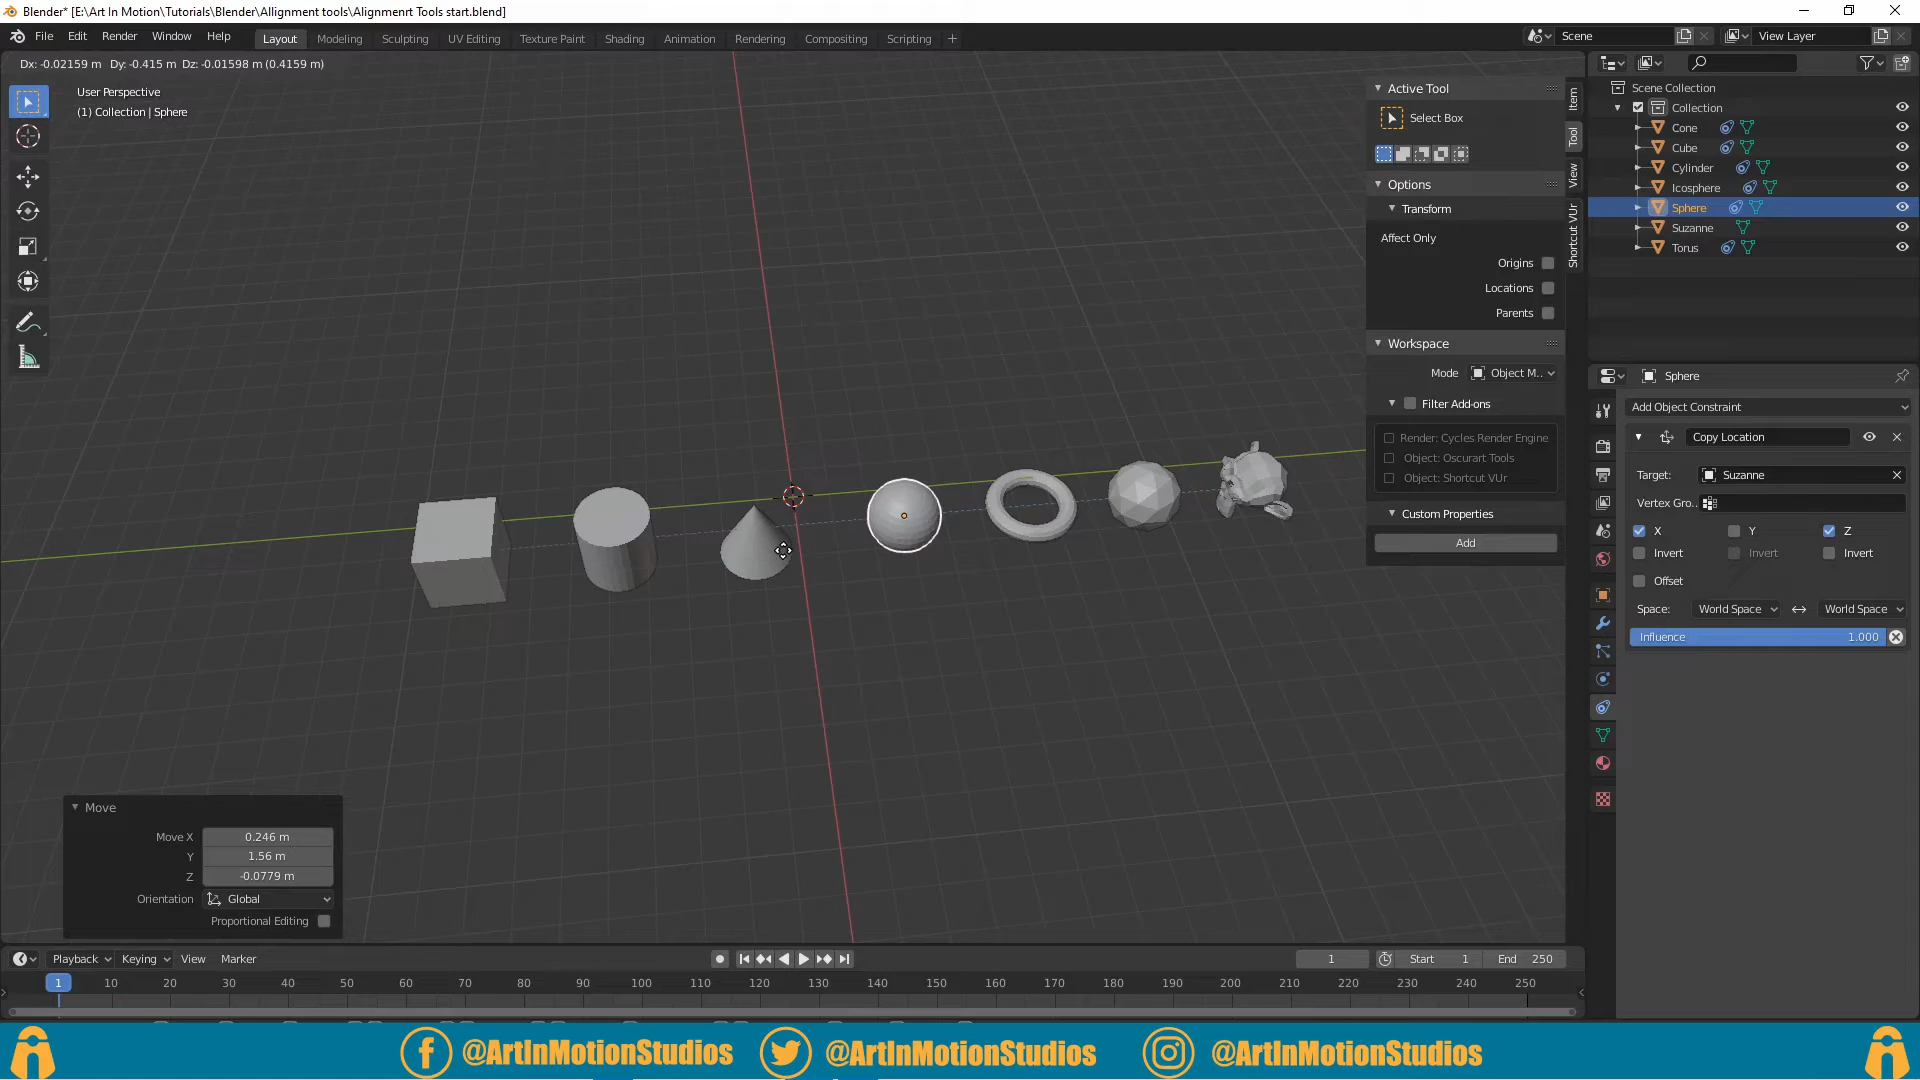 Blender* [E:\Art In Motion\Tutorials\Blender\Allignment tools\Alignmenrt Tools start.blend]
File Edit Render Window Help
Layout Modeling Sculpting UV Editing Texture Paint Shading Animation Rendering Compositing Scripting +
Scene
View Layer
Dx: -0.02159 m Dy: -0.415 m Dz: -0.01598 m (0.4159 m)
User Perspective
(1) Collection | Sphere
Active Tool
Select Box
Options
Transform
Affect Only
Origins
Locations
Parents
Workspace
Mode Object M..
Filter Add-ons
Render: Cycles Render Engine
Object: Oscurart Tools
Object: Shortcut VUr
Custom Properties
Add
Item
Tool
View
Shortcut VUr
Scene Collection
Collection
Cone
Cube
Cylinder
Icosphere
Sphere
Suzanne
Torus
Sphere
Add Object Constraint
Copy Location
Target: Suzanne
Vertex Gro..
X Y Z
Invert Invert Invert
Offset
Space: World Space World Space
Influence 1.000
Move
Move X 0.246 m
Y 1.56 m
Z -0.0779 m
Orientation Global
Proportional Editing
Playback Keying View Marker
1 Start 1 End 250
1 10 20 30 40 50 60 70 80 90 100 110 120 130 140 150 160 170 180 190 200 210 220 230 240 250
@ArtInMotionStudios @ArtInMotionStudios @ArtInMotionStudios